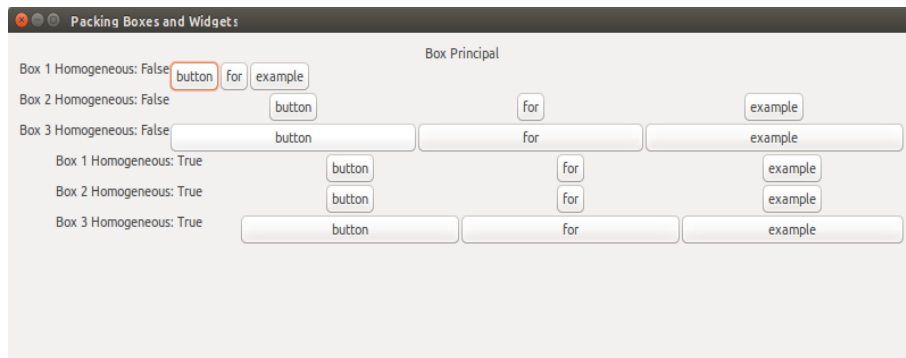 Packing Boxes and Widgets
Box Principal
Box 1 Homogeneous: False button for example
Box 2 Homogeneous: False button for example
Box 3 Homogeneous: False button for example
Box 1 Homogeneous: True button for example
Box 2 Homogeneous: True button for example
Box 3 Homogeneous: True button for example